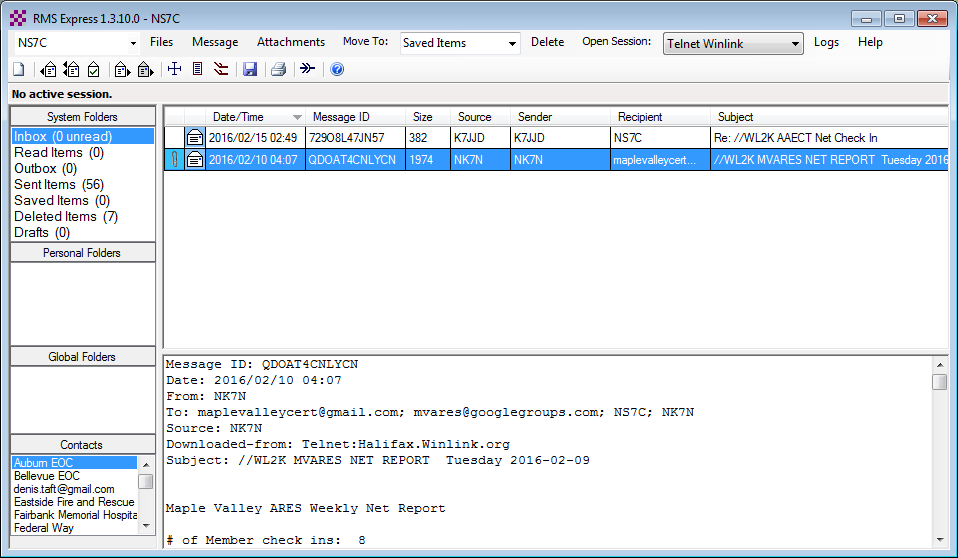 RMS Express 1.3.10.0 - NS7C
NS7C Files Message Attachments Move To: Saved Items Delete Open Session: Telnet Winlink Logs Help
No active session.
System Folders
Inbox (0 unread)
Read Items (0)
Outbox (0)
Sent Items (56)
Saved Items (0)
Deleted Items (7)
Drafts (0)
Personal Folders
Global Folders
Contacts
Auburn EOC
Bellevue EOC
denis.taft@gmail.com
Eastside Fire and Rescue
Fairbank Memorial Hospita
Federal Way
Date/Time Message ID Size Source Sender Recipient Subject
2016/02/15 02:49 729O8L47JN57 382 K7JJD K7JJD NS7C Re: //WL2K AAECT Net Check In
2016/02/10 04:07 QDOAT4CNLYCN 1974 NK7N NK7N maplevalleycert... //WL2K MVARES NET REPORT Tuesday 2016
Message ID: QDOAT4CNLYCN
Date: 2016/02/10 04:07
From: NK7N
To: maplevalleycert@gmail.com; mvares@googlegroups.com; NS7C; NK7N
Source: NK7N
Downloaded-from: Telnet:Halifax.Winlink.org
Subject: //WL2K MVARES NET REPORT Tuesday 2016-02-09
Maple Valley ARES Weekly Net Report
# of Member check ins: 8